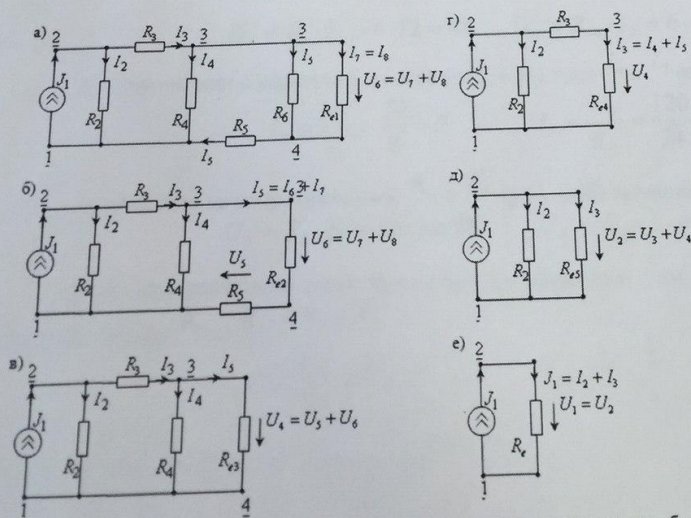 а) 2 R3 I3 3 3
I2 I4 I5 I7 = I8
J1 R2 R4 R6 Re1 U6 = U7 + U8
R5
1 I5 4
б) 2 R3 I3 3 I5 = I6 + I7 3
I2 I4
J1 R2 R4 U5 Re2 U6 = U7 + U8
R5
1 4
в) 2 R3 I3 3 I5
I2 I4
J1 R2 R4 Re3 U4 = U5 + U6
1 4
г) 2 R3 3
I2 I3 = I4 + I5
J1 R2 Re4 U4
1
д) 2
I2 I3
J1 R2 Re5 U2 = U3 + U4
1
е) 2
J1 = I2 + I3
J1 U1 = U2
Re
1